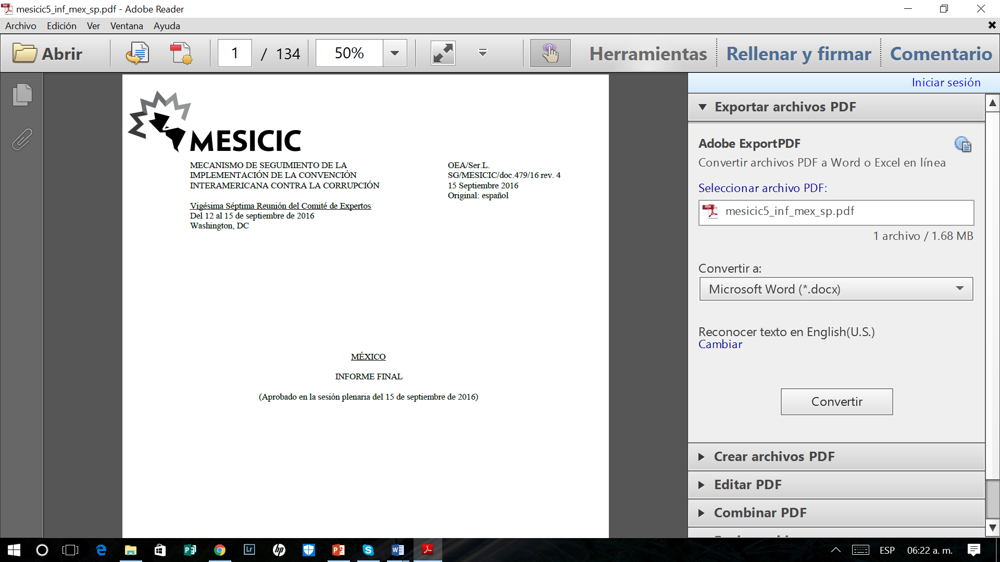 mesicic5_inf_mex_sp.pdf - Adobe Reader
Archivo Edición Ver Ventana Ayuda
Abrir 1 / 134 50% Herramientas Rellenar y firmar Comentario
MESICIC
MECANISMO DE SEGUIMIENTO DE LA
IMPLEMENTACIÓN DE LA CONVENCIÓN
INTERAMERICANA CONTRA LA CORRUPCIÓN
Vigésima Séptima Reunión del Comité de Expertos
Del 12 al 15 de septiembre de 2016
Washington, DC
OEA/Ser.L.
SG/MESICIC/doc.479/16 rev. 4
15 Septiembre 2016
Original: español
MÉXICO
INFORME FINAL
(Aprobado en la sesión plenaria del 15 de septiembre de 2016)
Iniciar sesión
Exportar archivos PDF
Adobe ExportPDF
Convertir archivos PDF a Word o Excel en línea
Seleccionar archivo PDF:
mesicic5_inf_mex_sp.pdf
1 archivo / 1.68 MB
Convertir a:
Microsoft Word (*.docx)
Reconocer texto en English(U.S.)
Cambiar
Convertir
Crear archivos PDF
Editar PDF
Combinar PDF
Lr hp
ESP 06:22 a. m.